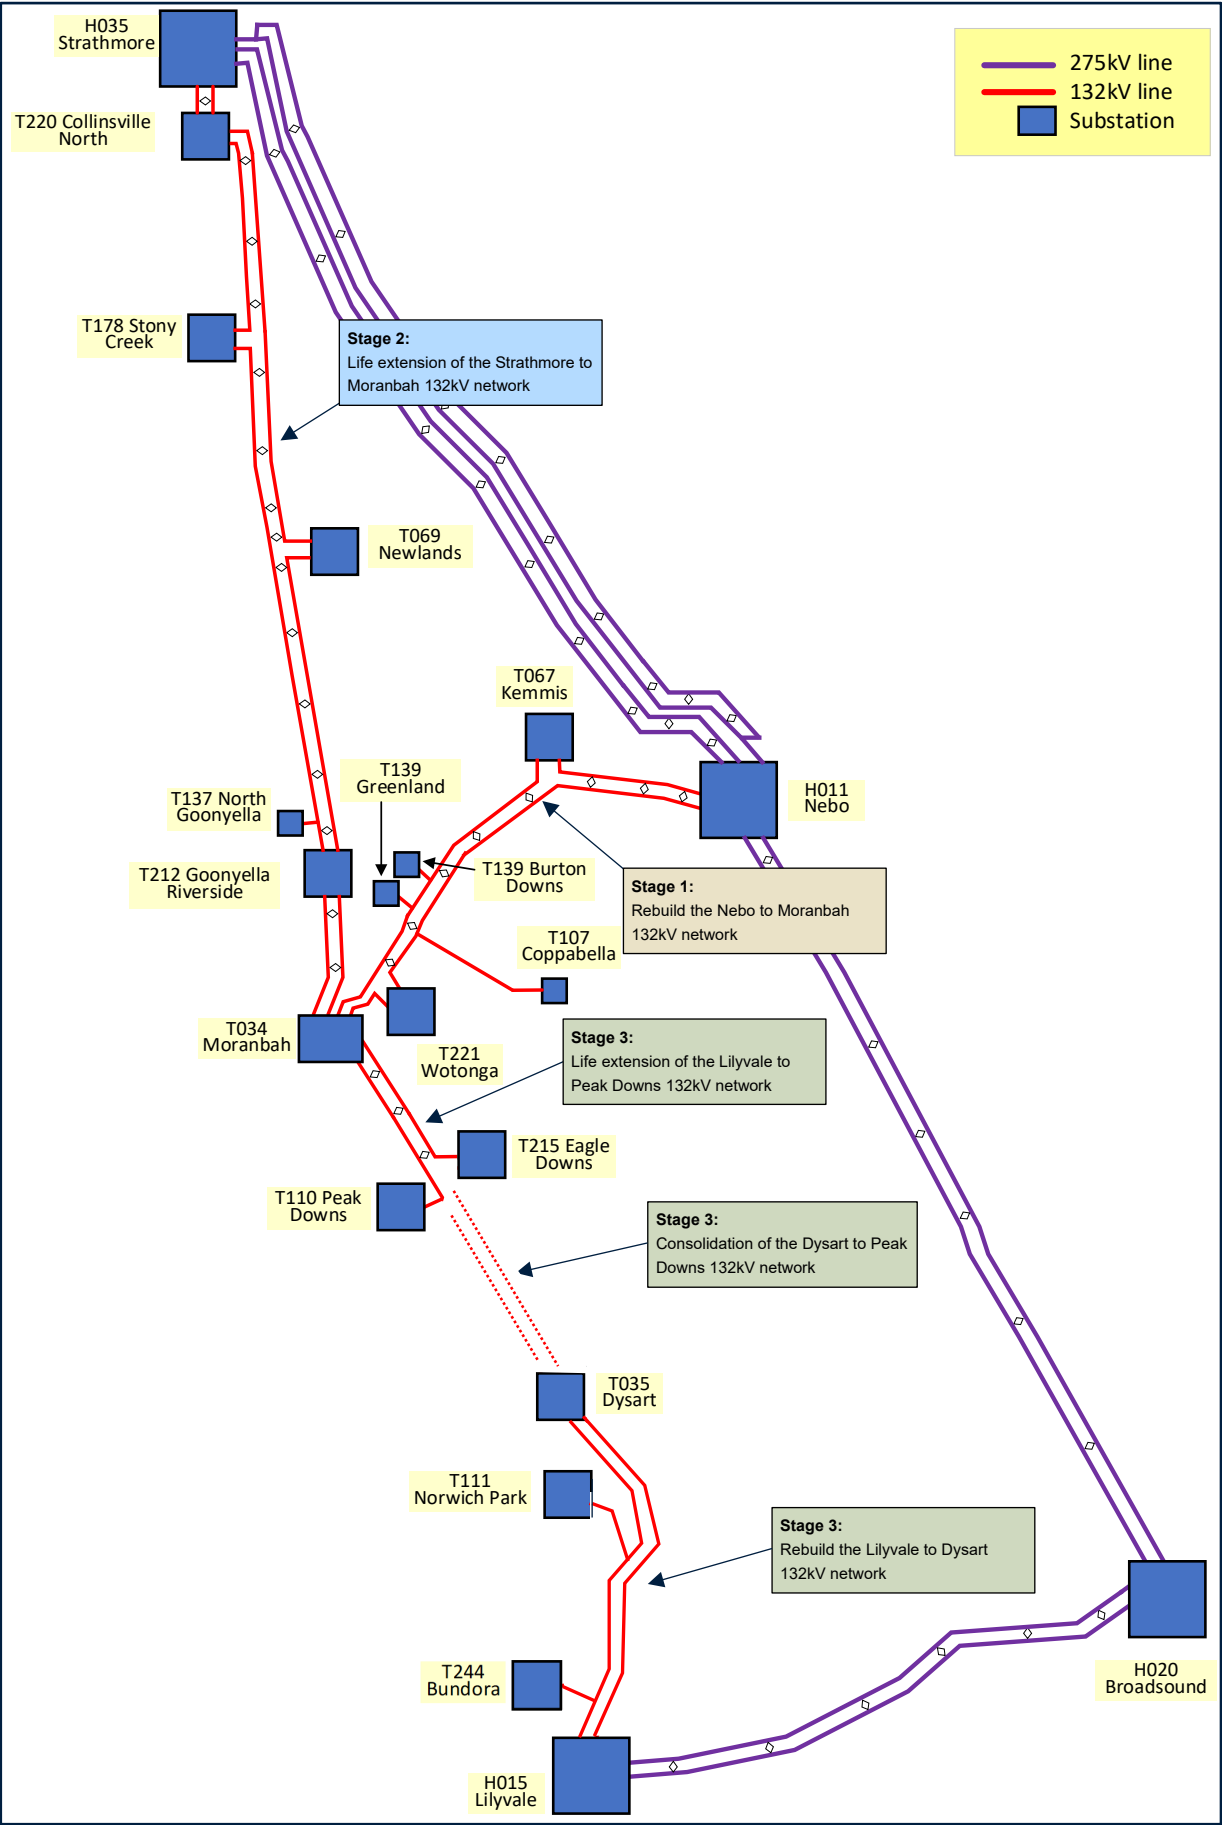 H035
Strathmore
275kV line
132kV line
Substation
T220 Collinsville
North
T178 Stony
Creek
Stage 2:
Life extension of the Strathmore to
Moranbah 132kV network
T069
Newlands
T067
Kemmis
T139
Greenland
T137 North
Goonyella
H011
Nebo
T212 Goonyella
Riverside
T139 Burton
Downs
Stage 1:
Rebuild the Nebo to Moranbah
132kV network
T107
Coppabella
T034
Moranbah
T221
Wotonga
Stage 3:
Life extension of the Lilyvale to
Peak Downs 132kV network
T215 Eagle
Downs
T110 Peak
Downs
Stage 3:
Consolidation of the Dysart to Peak
Downs 132kV network
T035
Dysart
T111
Norwich Park
Stage 3:
Rebuild the Lilyvale to Dysart
132kV network
T244
Bundora
H020
Broadsound
H015
Lilyvale